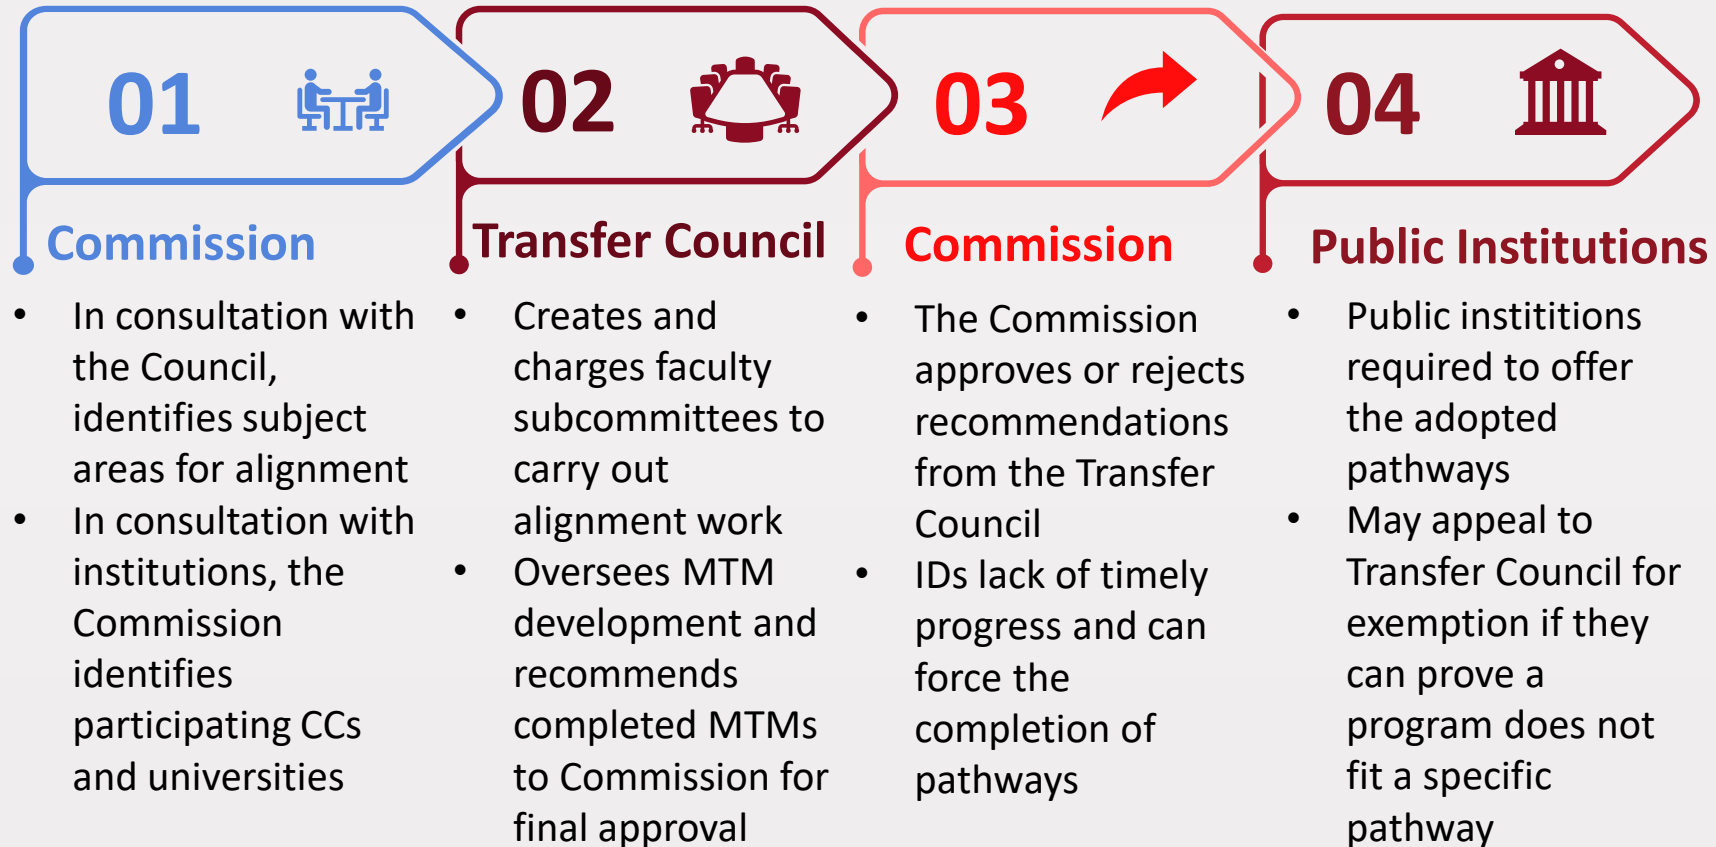 01
Commission
• In consultation with
the Council,
identifies subject
areas for alignment
• In consultation with
institutions, the
Commission
identifies
participating CCs
and universities
02
Transfer Council
• Creates and
charges faculty
subcommittees to
carry out
alignment work
• Oversees MTM
development and
recommends
completed MTMs
to Commission for
final approval
03
Commission
• The Commission
approves or rejects
recommendations
from the Transfer
Council
• IDs lack of timely
progress and can
force the
completion of
pathways
04
Public Institutions
• Public instititions
required to offer
the adopted
pathways
• May appeal to
Transfer Council for
exemption if they
can prove a
program does not
fit a specific
pathway